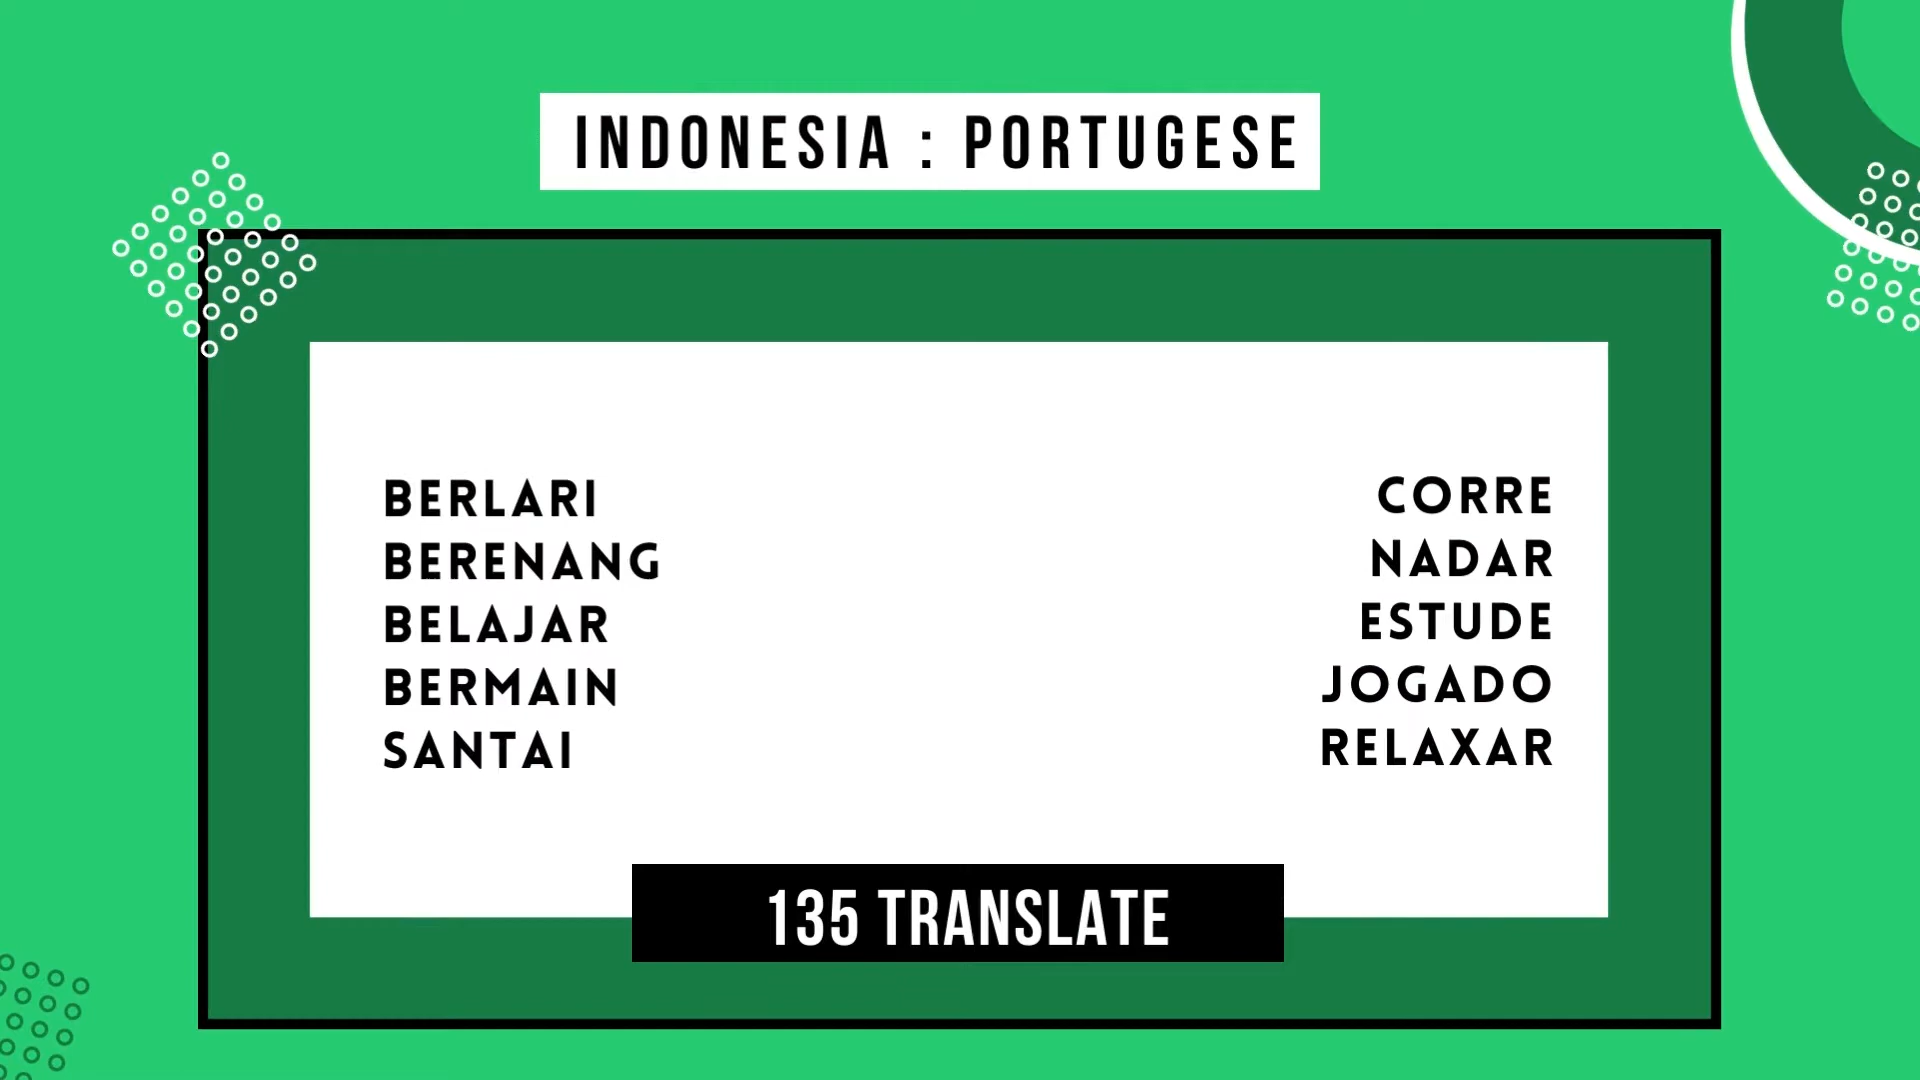 INDONESIA : PORTUGESE
BERLARI
BERENANG
BELAJAR
BERMAIN
SANTAI
CORRE
NADAR
ESTUDE
JOGADO
RELAXAR
135 TRANSLATE